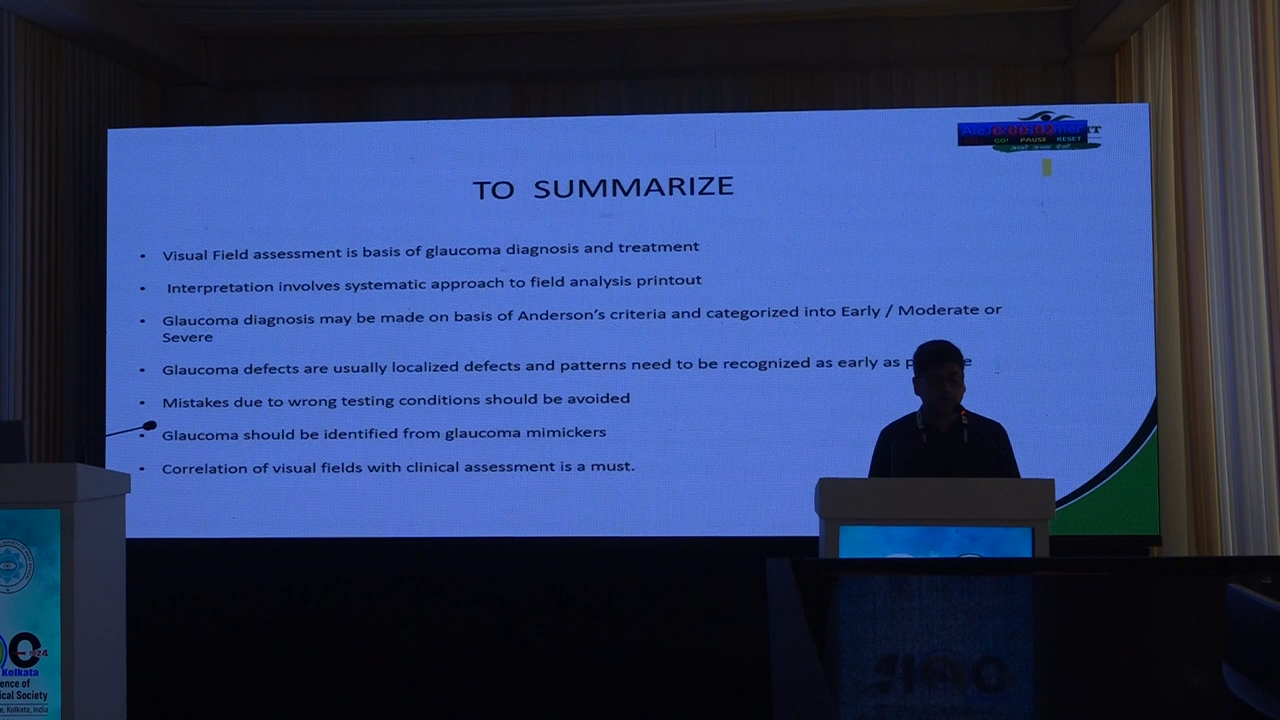 TO SUMMARIZE
• Visual Field assessment is basis of glaucoma diagnosis and treatment
• Interpretation involves systematic approach to field analysis printout
• Glaucoma diagnosis may be made on basis of Anderson's criteria and categorized into Early / Moderate or
Severe
• Glaucoma defects are usually localized defects and patterns need to be recognized as early as
• Mistakes due to wrong testing conditions should be avoided
• Glaucoma should be identified from glaucoma mimickers
• Correlation of visual fields with clinical assessment is a must.
GO! PAUSE RESET
Kolkata
ence of
ical Society
e, Kolkata, India